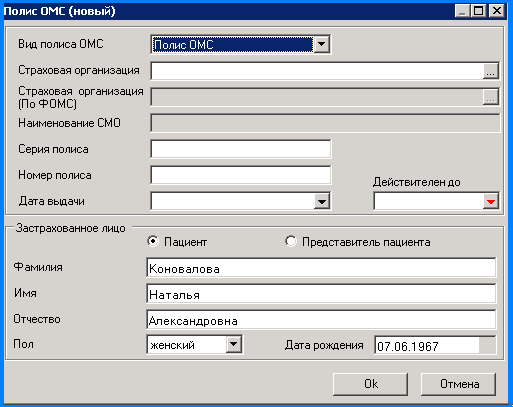 Полис ОМС (новый)
Вид полиса ОМС Полис ОМС
Страховая организация ...
Страховая организация
(По ФОМС) ...
Наименование СМО
Серия полиса
Номер полиса
Действителен до
Дата выдачи
Застрахованное лицо
Пациент Представитель пациента
Фамилия Коновалова
Имя Наталья
Отчество Александровна
Пол женский Дата рождения 07.06.1967
Ok Отмена